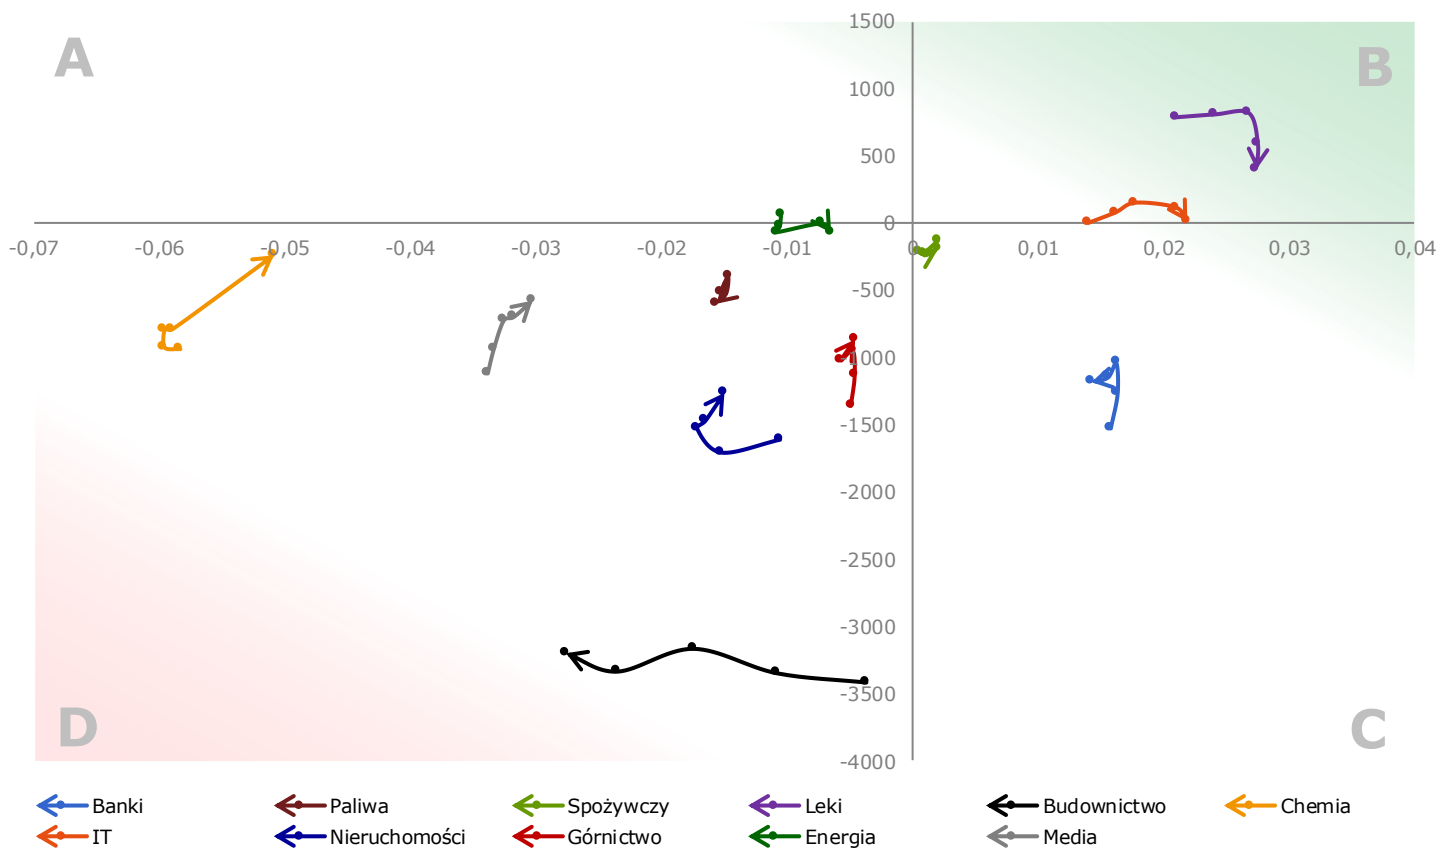 A
B
1500
1000
500
0
-0,07 -0,06 -0,05 -0,04 -0,03 -0,02 -0,01 0 0,01 0,02 0,03 0,04
-500
-1000
-1500
-2000
-2500
-3000
-3500
-4000
D
C
Banki Paliwa Spożywczy Leki Budownictwo Chemia
IT Nieruchomości Górnictwo Energia Media